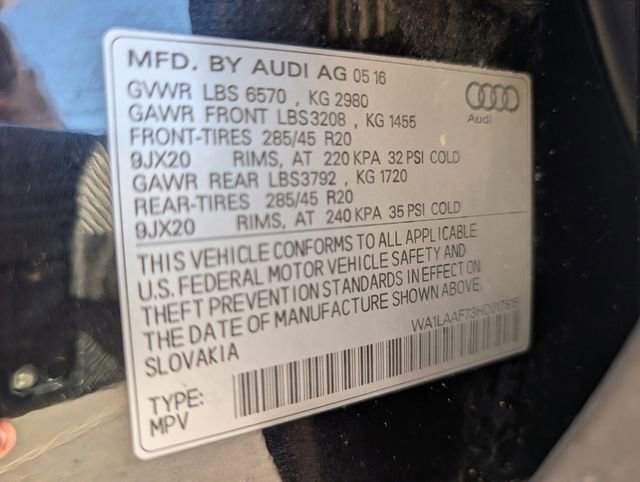 MFD. BY AUDI AG 05 16
GVWR LBS 6570 , KG 2980
GAWR FRONT LBS3208 , KG 1455
FRONT-TIRES 285/45 R20
9JX20 RIMS, AT 220 KPA 32 PSI COLD
GAWR REAR LBS3792 , KG 1720
REAR-TIRES 285/45 R20
9JX20 RIMS, AT 240 KPA 35 PSI COLD
Audi
THIS VEHICLE CONFORMS TO ALL APPLICABLE
U.S. FEDERAL MOTOR VEHICLE SAFETY AND
THEFT PREVENTION STANDARDS IN EFFECT ON
THE DATE OF MANUFACTURE SHOWN ABOVE.
SLOVAKIA
WA1LAAF73HD017815
TYPE:
MPV